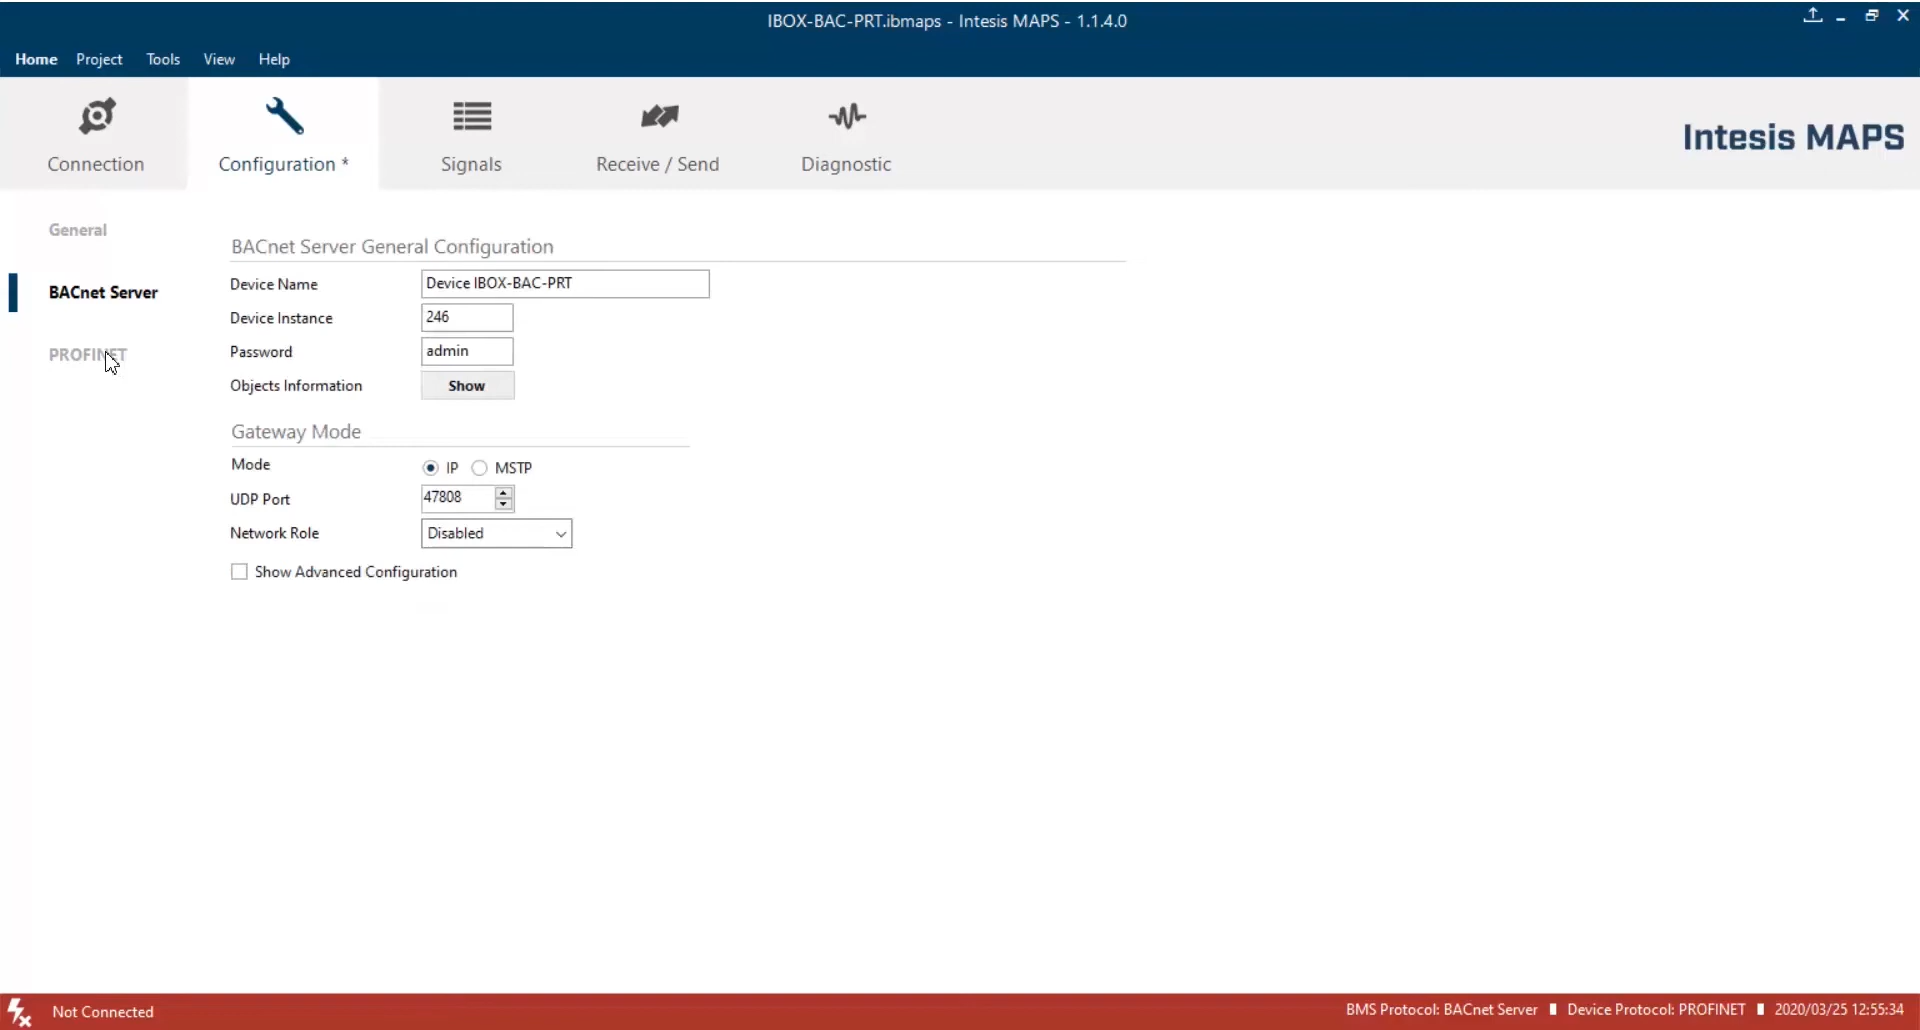 IBOX-BAC-PRT.ibmaps - Intesis MAPS - 1.1.4.0
Home Project Tools View Help
Connection Configuration * Signals Receive / Send Diagnostic
Intesis MAPS
General
BACnet Server
PROFINET
BACnet Server General Configuration
Device Name Device IBOX-BAC-PRT
Device Instance 246
Password admin
Objects Information Show
Gateway Mode
Mode IP MSTP
UDP Port 47808
Network Role Disabled
Show Advanced Configuration
Not Connected BMS Protocol: BACnet Server Device Protocol: PROFINET 2020/03/25 12:55:34